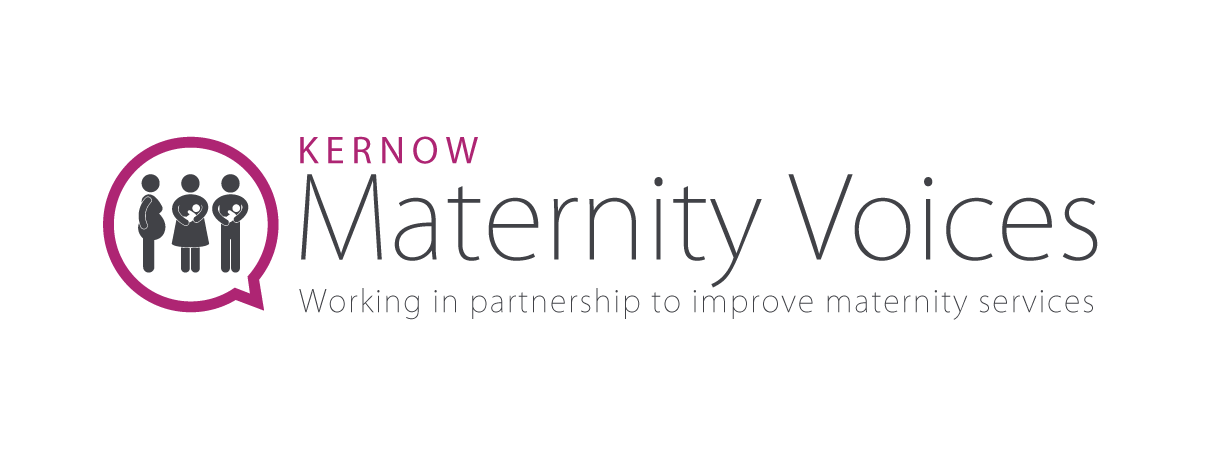 KERNOW
Maternity Voices
Working in partnership to improve maternity services